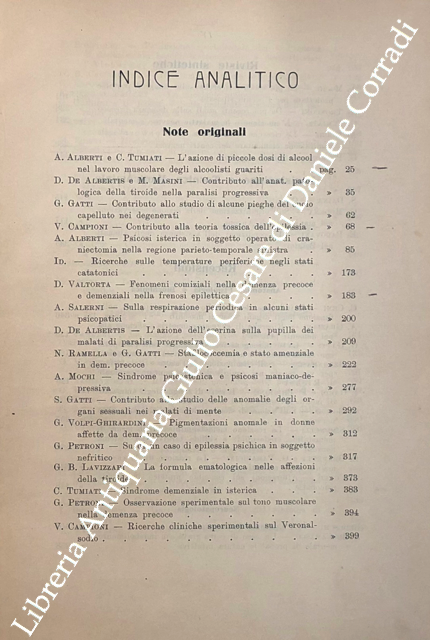 INDICE ANALITICO
Note originali
A. ALBERTI e C. TUMIATI — L'azione di piccole dosi di alcool
nel lavoro muscolare degli alcoolisti guariti . pag. 25
D. DE ALBERTIS e M. MASINI — Contributo all'anat. pato-
logica della tiroide nella paralisi progressiva . » 35
G. GATTI — Contributo allo studio di alcune pieghe del cuoio
capelluto nei degenerati . . . . . » 62
V. CAMPIONI — Contributo alla teoria tossica dell'epilessia . » 68
A. ALBERTI — Psicosi isterica in soggetto operato di cra-
niectomia nella regione parieto-temporale sinistra » 85
ID. — Ricerche sulle temperature periferiche negli stati
catatonici . . . . . . » 173
D. VALTORTA — Fenomeni comiziali nella demenza precoce
e demenziali nella frenosi epilettica . . . » 183
A. SALERNI — Sulla respirazione periodica in alcuni stati
psicopatici . . . . . . » 200
D. DE ALBERTIS — L'azione dell' sulla pupilla dei
malati di paralisi progressiva . . . . » 209
N. RAMELLA e G. GATTI — e stato amenziale
in dem. precoce . . . . . » 222
A. MOCHI — Sindrome e psicosi maniaco-de-
pressiva . . . . . . » 277
S. GATTI — Contributo allo studio delle anomalie degli or-
gani sessuali nei malati di mente . . . » 292
G. VOLPI-GHIRARDINI — Pigmentazioni anomale in donne
affette da dem. precoce . . . . » 312
G. PETRONI — Su di un caso di epilessia psichica in soggetto
nefritico . . . . . . » 317
G. B. LAVIZZARI — La formula ematologica nelle affezioni
della tiroide . . . . . . » 373
C. TUMIATI — Sindrome demenziale in isterica . . » 383
G. PETRONI — Osservazione sperimentale sul tono muscolare
nella demenza precoce . . . . . » 394
V. CAMPIONI — Ricerche cliniche sperimentali sul Veronal-
sodio . . . . . . . » 399
Libreria Antiquaria Giulio Cesare di Daniele Corradi